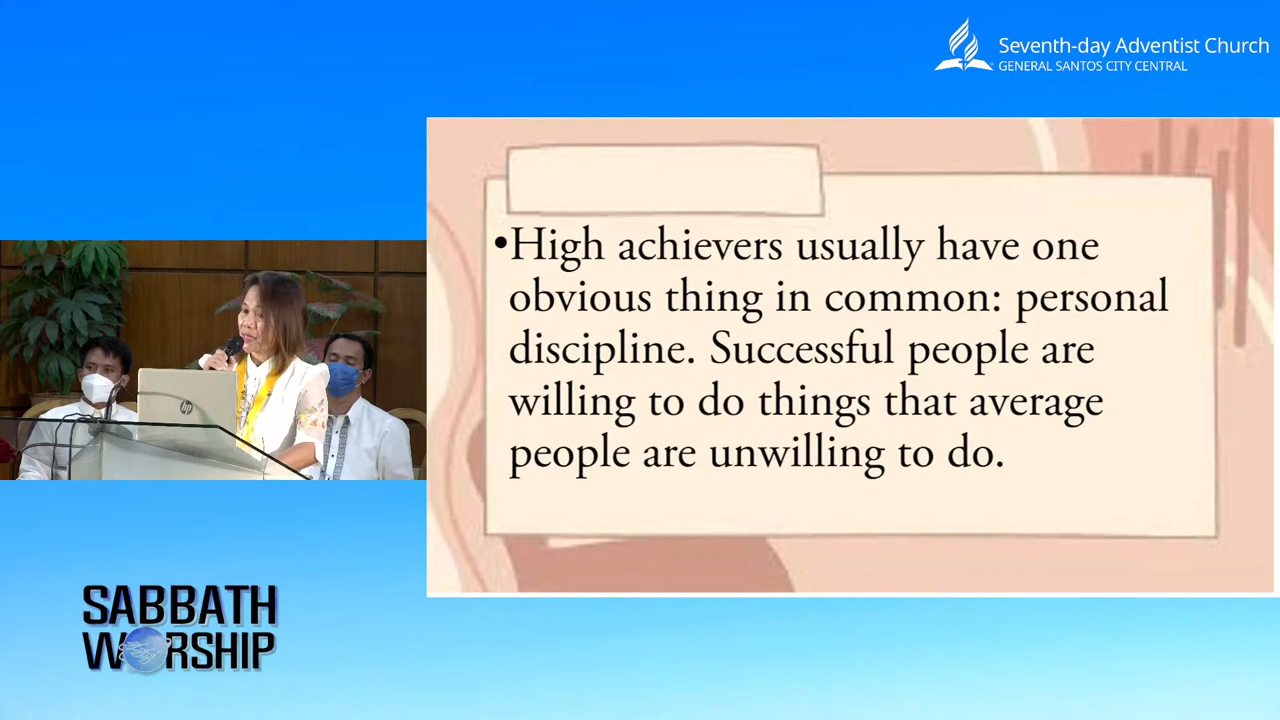 Seventh-day Adventist Church
GENERAL SANTOS CITY CENTRAL
•High achievers usually have one
obvious thing in common: personal
discipline. Successful people are
willing to do things that average
people are unwilling to do.
hp
SABBATH
WORSHIP